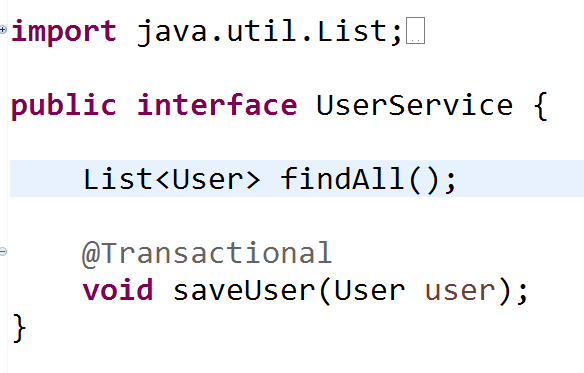 import java.util.List;
public interface UserService {
List<User> findAll();
@Transactional
void saveUser(User user);
}